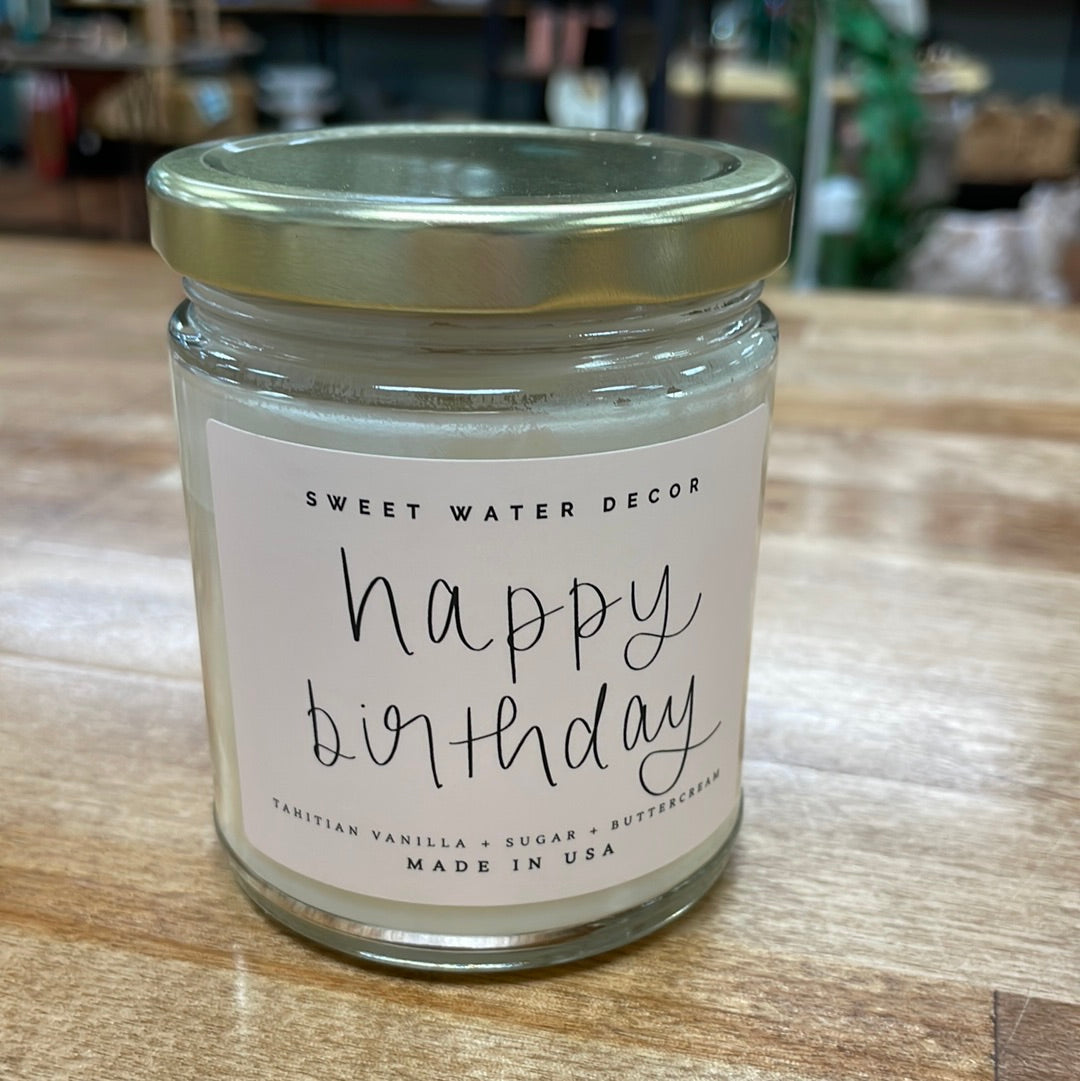 SWEET WATER DECOR
happy
birthday
TAHITIAN VANILLA + SUGAR + BUTTERCREAM
MADE IN USA